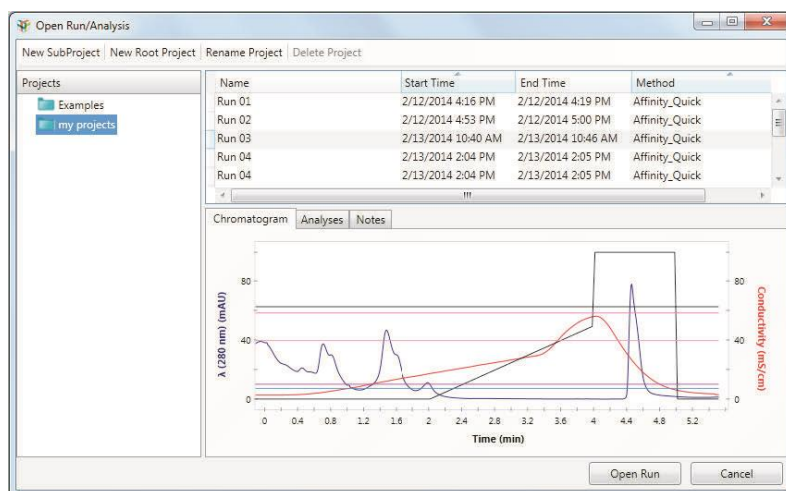 Open Run/Analysis
New SubProject New Root Project Rename Project Delete Project
Projects
Examples
my projects
Name Start Time End Time Method
Run 01 2/12/2014 4:16 PM 2/12/2014 4:19 PM Affinity_Quick
Run 02 2/12/2014 4:53 PM 2/12/2014 5:00 PM Affinity_Quick
Run 03 2/13/2014 10:40 AM 2/13/2014 10:46 AM Affinity_Quick
Run 04 2/13/2014 2:04 PM 2/13/2014 2:05 PM Affinity_Quick
Run 04 2/13/2014 2:04 PM 2/13/2014 2:05 PM Affinity_Quick
Chromatogram Analyses Notes
λ (280 nm) (mAU)
80 80
40 40
0 0
Conductivity (mS/cm)
0 0.4 0.8 1.2 1.6 2 2.4 2.8 3.2 3.6 4 4.4 4.8 5.2
Time (min)
Open Run Cancel